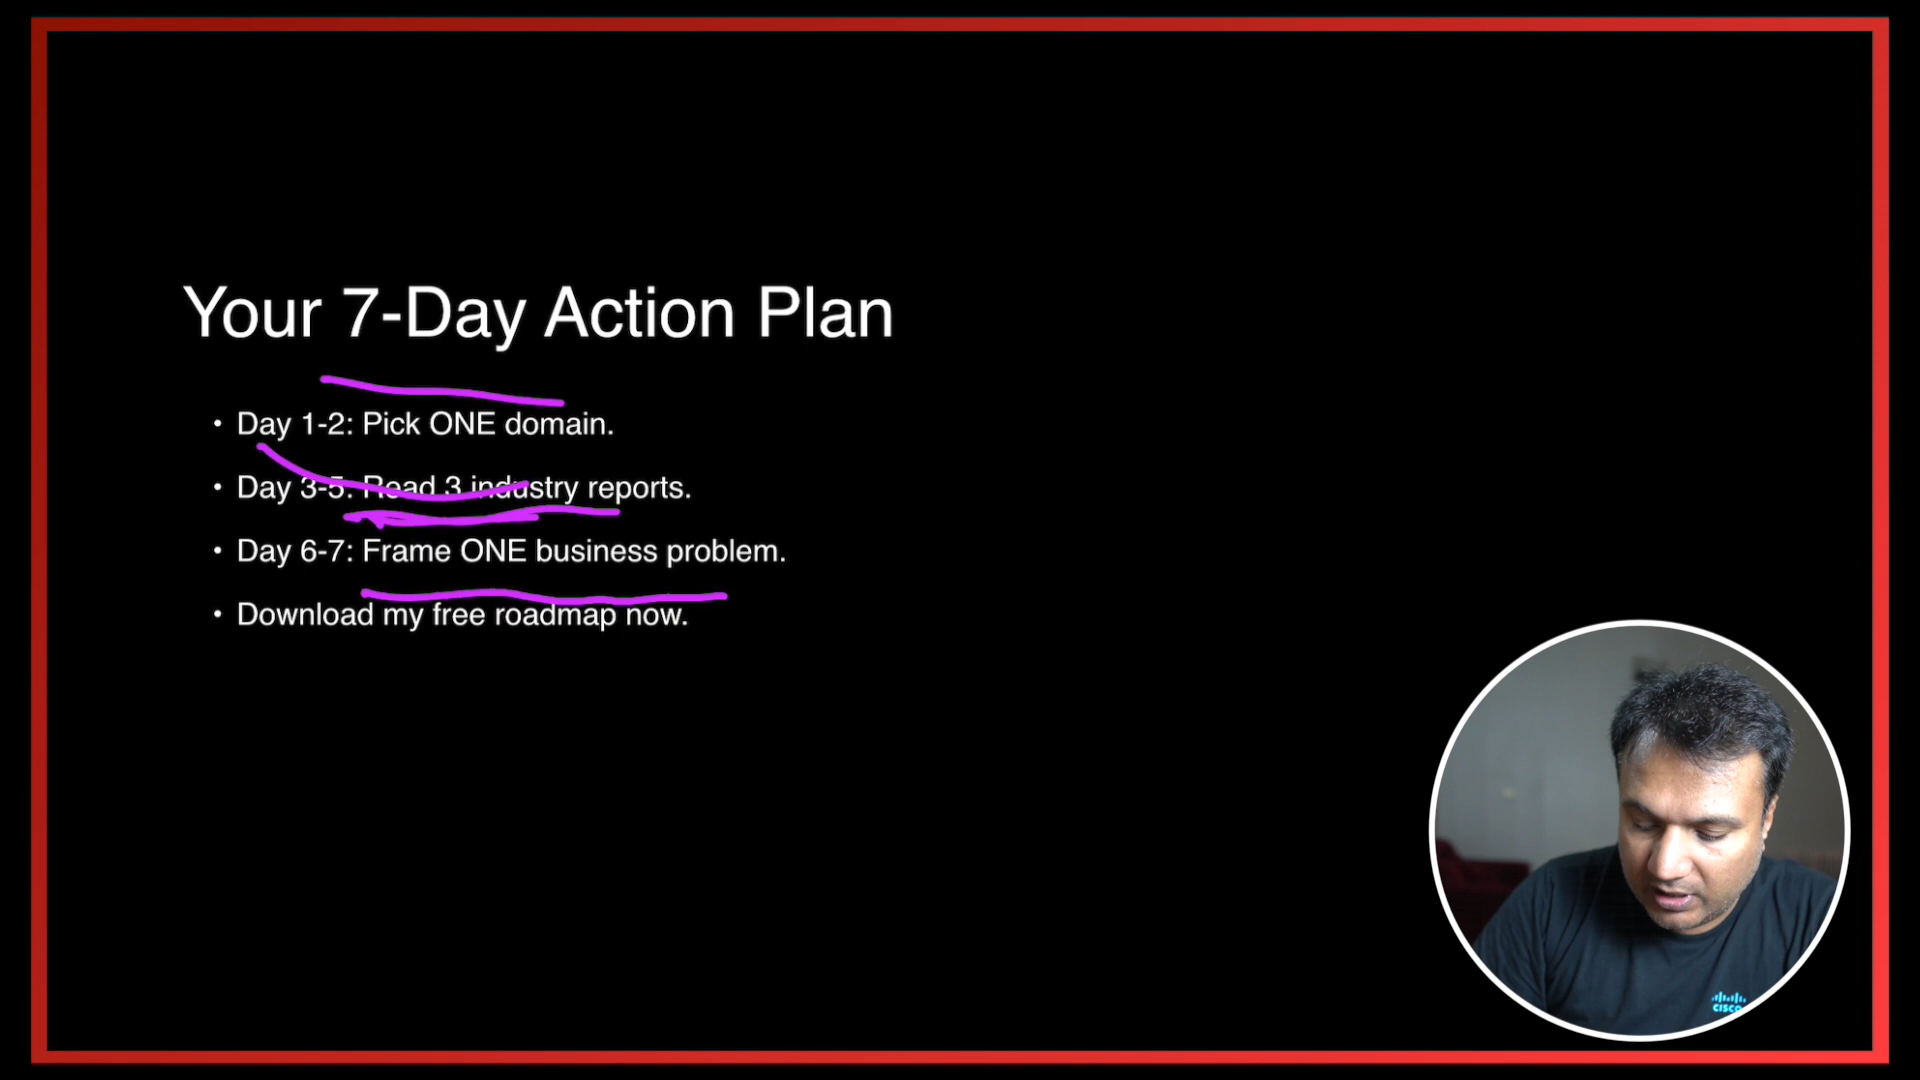 Your 7-Day Action Plan
• Day 1-2: Pick ONE domain.
• Day 3-5: Read 3 industry reports.
• Day 6-7: Frame ONE business problem.
• Download my free roadmap now.
CISCO